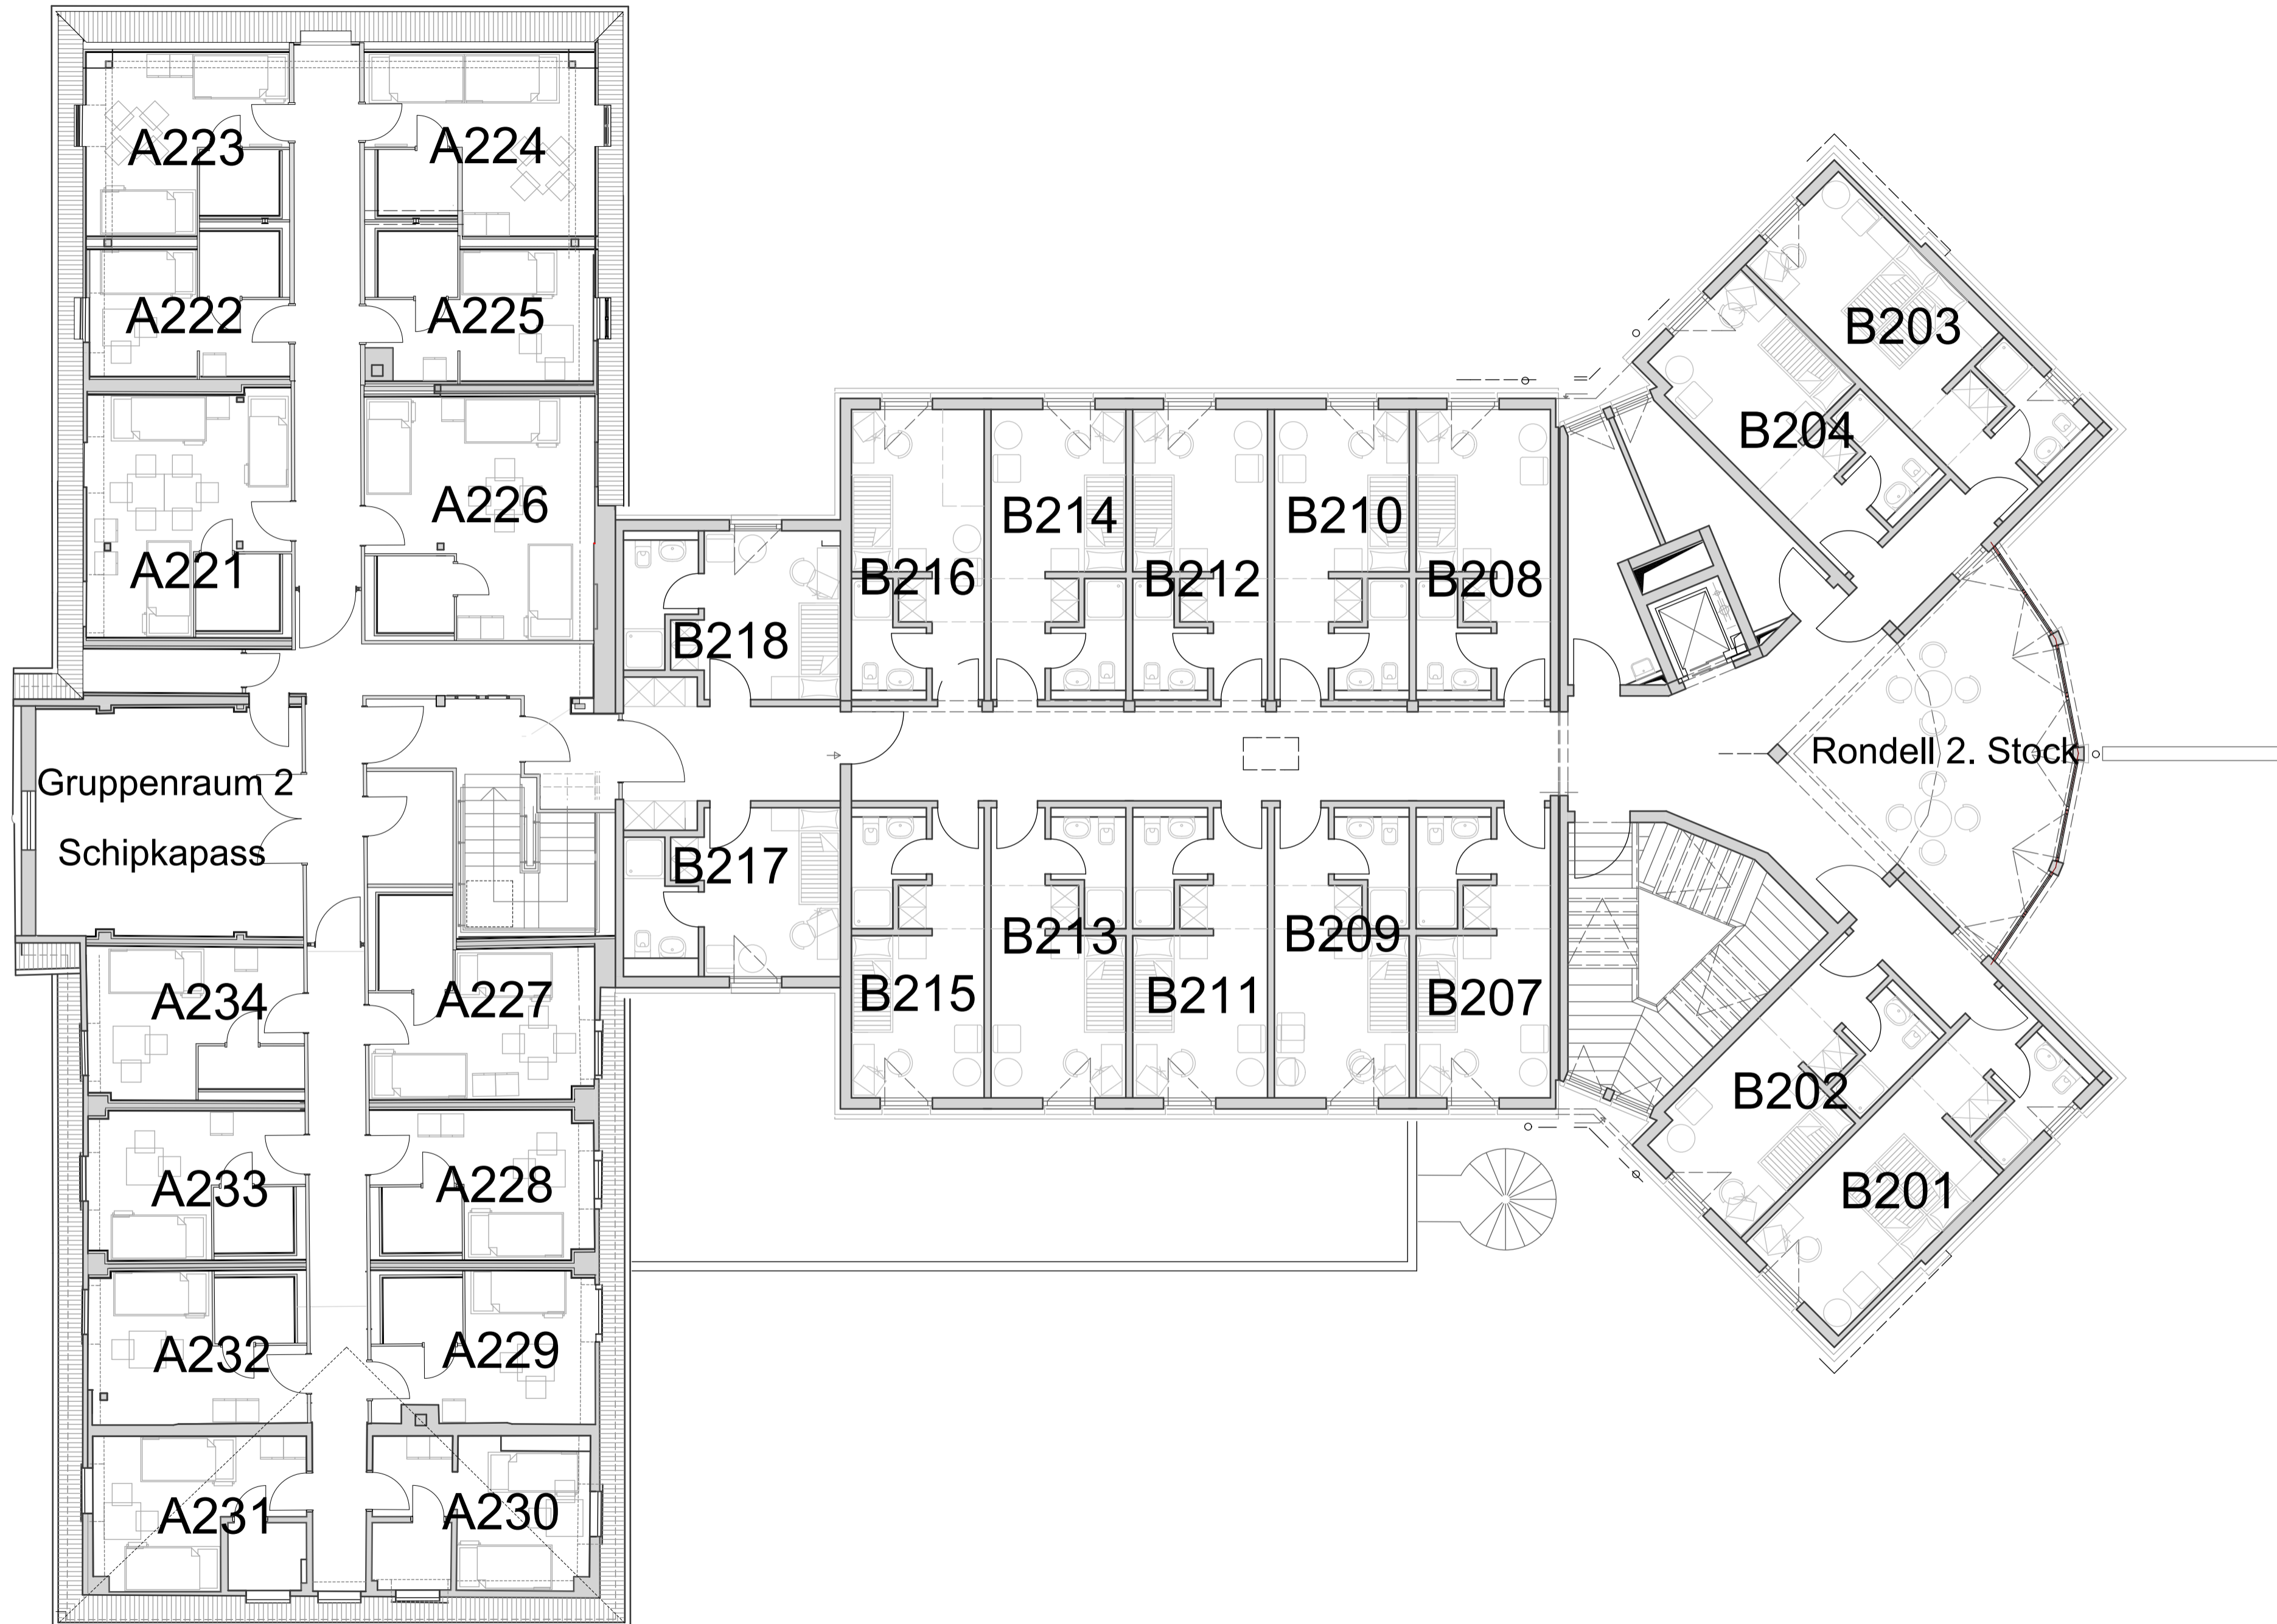 A223
A224
A222
A225
A221
A226
B203
B204
B216
B214
B212
B210
B208
B218
Gruppenraum 2
Schipkapass
Rondell 2. Stock
B217
B215
B213
B211
B209
B207
A234
A227
A233
A228
A232
A229
A231
A230
B202
B201